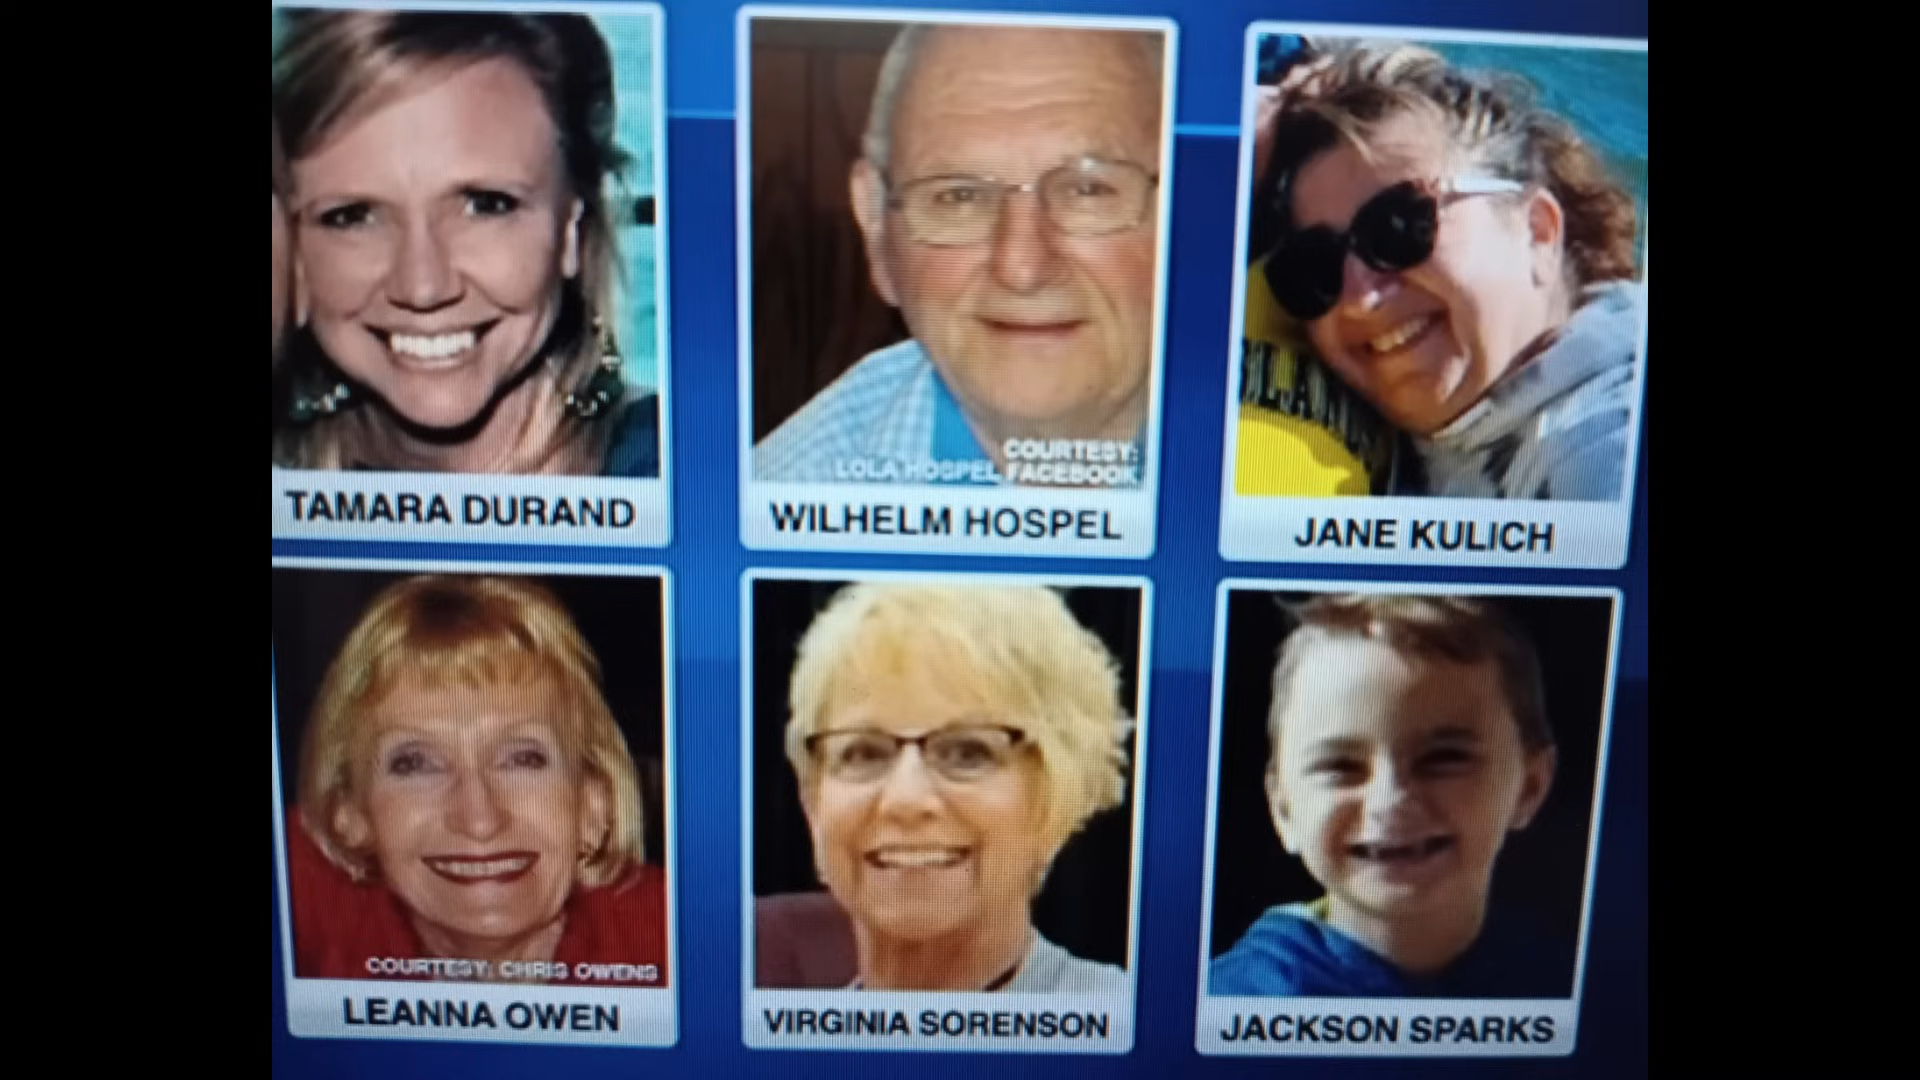 COURTESY:
LOLA HOSPEL FACEBOOK
TAMARA DURAND
WILHELM HOSPEL
JANE KULICH
COURTESY: CHRIS OWENS
LEANNA OWEN
VIRGINIA SORENSON
JACKSON SPARKS